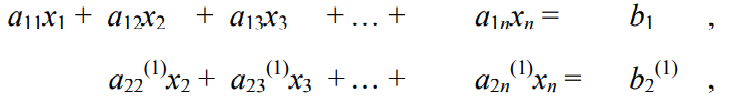 a₁₁x₁ + a₁₂x₂ + a₁₃x₃ + … + a₁ₙxₙ = b₁ ,
a₂₂⁽¹⁾x₂ + a₂₃⁽¹⁾x₃ + … + a₂ₙ⁽¹⁾xₙ = b₂⁽¹⁾ ,